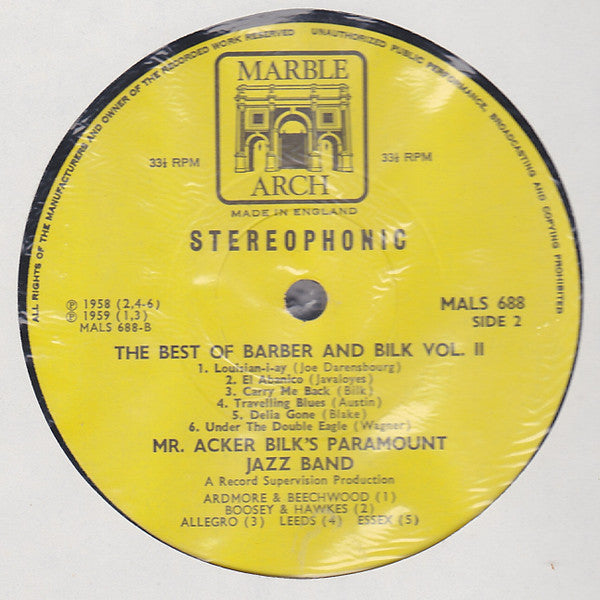 ALL RIGHTS OF THE MANUFACTURERS AND OWNER OF THE RECORDED WORK RESERVED UNAUTHORIZED PUBLIC PERFORMANCE, BROADCASTING AND COPYING PROHIBITED
MARBLE
ARCH
33⅓ RPM 33⅓ RPM
MADE IN ENGLAND
STEREOPHONIC
℗ 1958 (2,4-6)
℗ 1959 (1,3)
MALS 688-B
MALS 688
SIDE 2
THE BEST OF BARBER AND BILK VOL. II
1. Louisian-i-ay (Joe Darensbourg)
2. El Abanico (Javaloyes)
3. Carry Me Back (Bilk)
4. Travelling Blues (Austin)
5. Delia Gone (Blake)
6. Under The Double Eagle (Wagner)
MR. ACKER BILK'S PARAMOUNT
JAZZ BAND
A Record Supervision Production
ARDMORE & BEECHWOOD (1)
BOOSEY & HAWKES (2)
ALLEGRO (3) LEEDS (4) ESSEX (5)